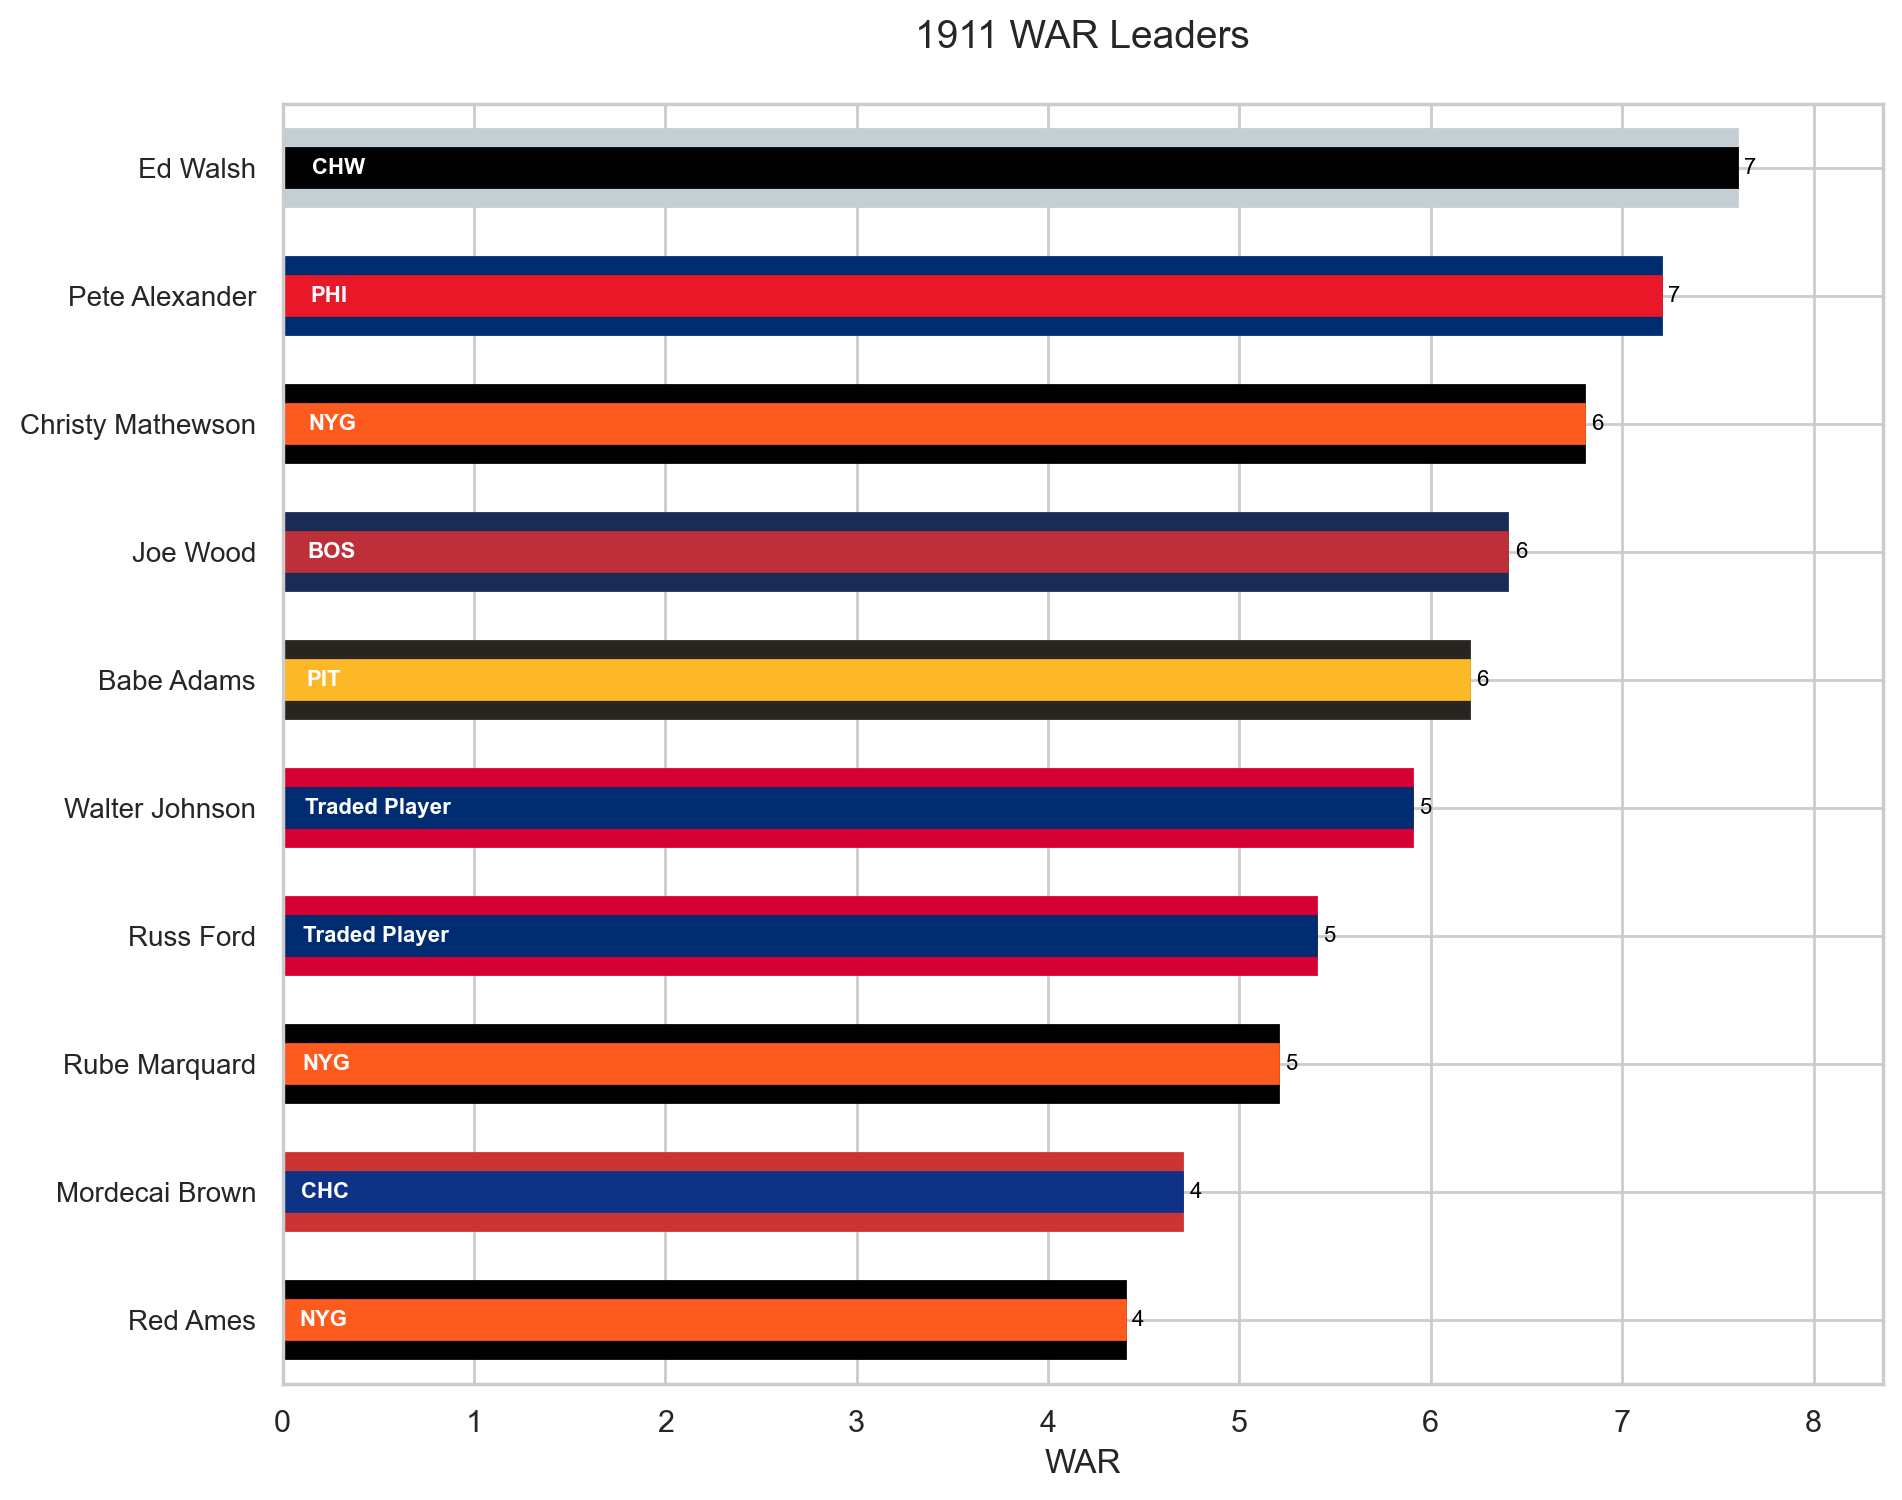 1911 WAR Leaders
Ed Walsh CHW 7
Pete Alexander PHI 7
Christy Mathewson NYG 6
Joe Wood BOS 6
Babe Adams PIT 6
Walter Johnson Traded Player 5
Russ Ford Traded Player 5
Rube Marquard NYG 5
Mordecai Brown CHC 4
Red Ames NYG 4
0 1 2 3 4 5 6 7 8
WAR